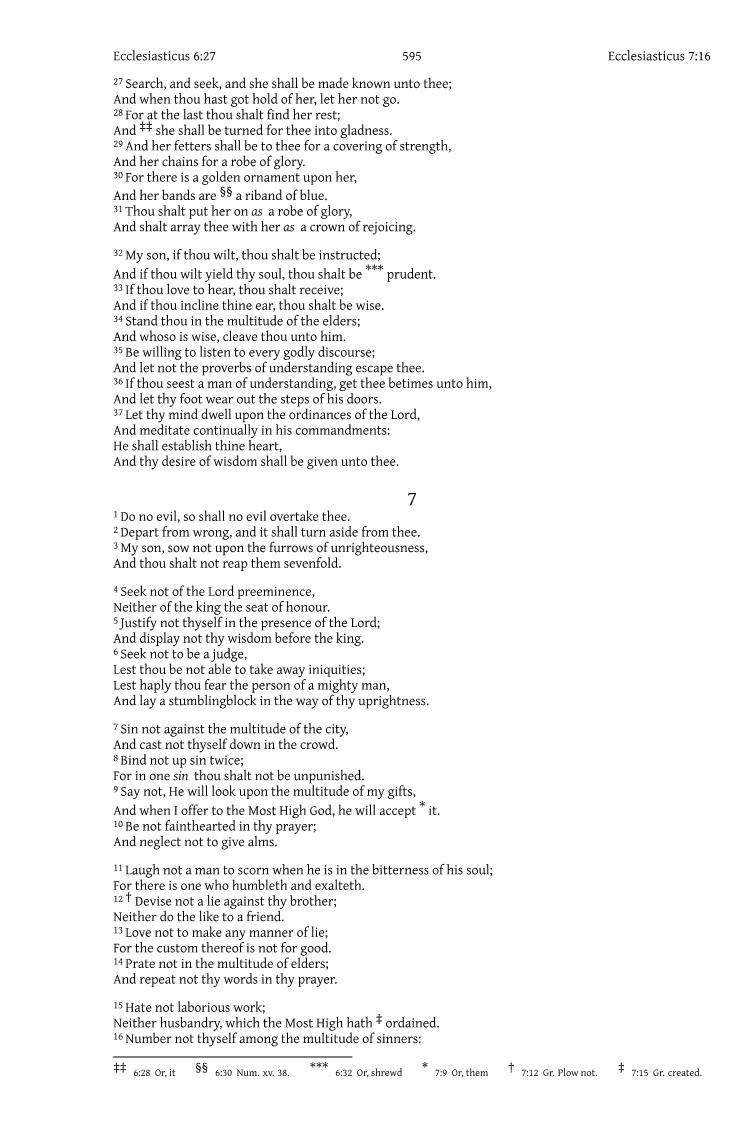 Ecclesiasticus 6:27 595 Ecclesiasticus 7:16
27 Search, and seek, and she shall be made known unto thee;
And when thou hast got hold of her, let her not go.
28 For at the last thou shalt find her rest;
And ‡‡ she shall be turned for thee into gladness.
29 And her fetters shall be to thee for a covering of strength,
And her chains for a robe of glory.
30 For there is a golden ornament upon her,
And her bands are §§ a riband of blue.
31 Thou shalt put her on as a robe of glory,
And shalt array thee with her as a crown of rejoicing.
32 My son, if thou wilt, thou shalt be instructed;
And if thou wilt yield thy soul, thou shalt be *** prudent.
33 If thou love to hear, thou shalt receive;
And if thou incline thine ear, thou shalt be wise.
34 Stand thou in the multitude of the elders;
And whoso is wise, cleave thou unto him.
35 Be willing to listen to every godly discourse;
And let not the proverbs of understanding escape thee.
36 If thou seest a man of understanding, get thee betimes unto him,
And let thy foot wear out the steps of his doors.
37 Let thy mind dwell upon the ordinances of the Lord,
And meditate continually in his commandments:
He shall establish thine heart,
And thy desire of wisdom shall be given unto thee.
7
1 Do no evil, so shall no evil overtake thee.
2 Depart from wrong, and it shall turn aside from thee.
3 My son, sow not upon the furrows of unrighteousness,
And thou shalt not reap them sevenfold.
4 Seek not of the Lord preeminence,
Neither of the king the seat of honour.
5 Justify not thyself in the presence of the Lord;
And display not thy wisdom before the king.
6 Seek not to be a judge,
Lest thou be not able to take away iniquities;
Lest haply thou fear the person of a mighty man,
And lay a stumblingblock in the way of thy uprightness.
7 Sin not against the multitude of the city,
And cast not thyself down in the crowd.
8 Bind not up sin twice;
For in one sin thou shalt not be unpunished.
9 Say not, He will look upon the multitude of my gifts,
And when I offer to the Most High God, he will accept * it.
10 Be not fainthearted in thy prayer;
And neglect not to give alms.
11 Laugh not a man to scorn when he is in the bitterness of his soul;
For there is one who humbleth and exalteth.
12 † Devise not a lie against thy brother;
Neither do the like to a friend.
13 Love not to make any manner of lie;
For the custom thereof is not for good.
14 Prate not in the multitude of elders;
And repeat not thy words in thy prayer.
15 Hate not laborious work;
Neither husbandry, which the Most High hath ‡ ordained.
16 Number not thyself among the multitude of sinners:
‡‡ 6:28 Or, it §§ 6:30 Num. xv. 38. *** 6:32 Or, shrewd * 7:9 Or, them † 7:12 Gr. Plow not. ‡ 7:15 Gr. created.